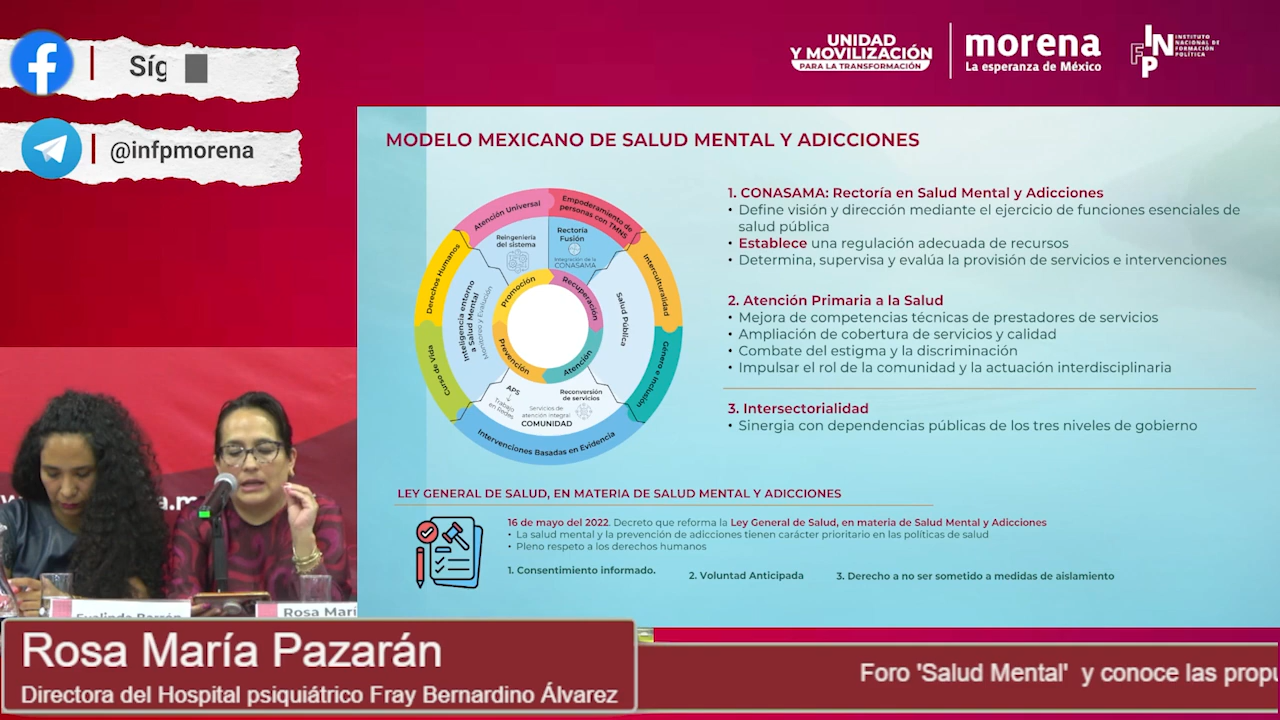 Síg
@infpmorena
UNIDAD
Y MOVILIZACIÓN
PARA LA TRANSFORMACIÓN
morena
La esperanza de México
INFP
INSTITUTO
NACIONAL DE
FORMACIÓN
POLÍTICA
MODELO MEXICANO DE SALUD MENTAL Y ADICCIONES
Atención Universal
Empoderamiento de
personas con TMNS
Interculturalidad
Género e Inclusión
Intervenciones Basadas en Evidencia
Curso de Vida
Derechos Humanos
Reingeniería
del sistema
Rectoría
Fusión
Integración de la
CONASAMA
Salud Pública
Inteligencia entorno
a Salud Mental
Monitoreo y Evaluación
Promoción
Recuperación
Atención
Prevención
APS
Trabajo
en Redes
Servicios de
atención integral
COMUNIDAD
Reconversión
de servicios
1. CONASAMA: Rectoría en Salud Mental y Adicciones
• Define visión y dirección mediante el ejercicio de funciones esenciales de
salud pública
• Establece una regulación adecuada de recursos
• Determina, supervisa y evalúa la provisión de servicios e intervenciones
2. Atención Primaria a la Salud
• Mejora de competencias técnicas de prestadores de servicios
• Ampliación de cobertura de servicios y calidad
• Combate del estigma y la discriminación
• Impulsar el rol de la comunidad y la actuación interdisciplinaria
3. Intersectorialidad
• Sinergia con dependencias públicas de los tres niveles de gobierno
LEY GENERAL DE SALUD, EN MATERIA DE SALUD MENTAL Y ADICCIONES
16 de mayo del 2022. Decreto que reforma la Ley General de Salud, en materia de Salud Mental y Adicciones
• La salud mental y la prevención de adicciones tienen carácter prioritario en las políticas de salud
• Pleno respeto a los derechos humanos
1. Consentimiento informado.
2. Voluntad Anticipada
3. Derecho a no ser sometido a medidas de aislamiento
Rosa Marí
Rosa María Pazarán
Directora del Hospital psiquiátrico Fray Bernardino Álvarez
Foro 'Salud Mental' y conoce las propu